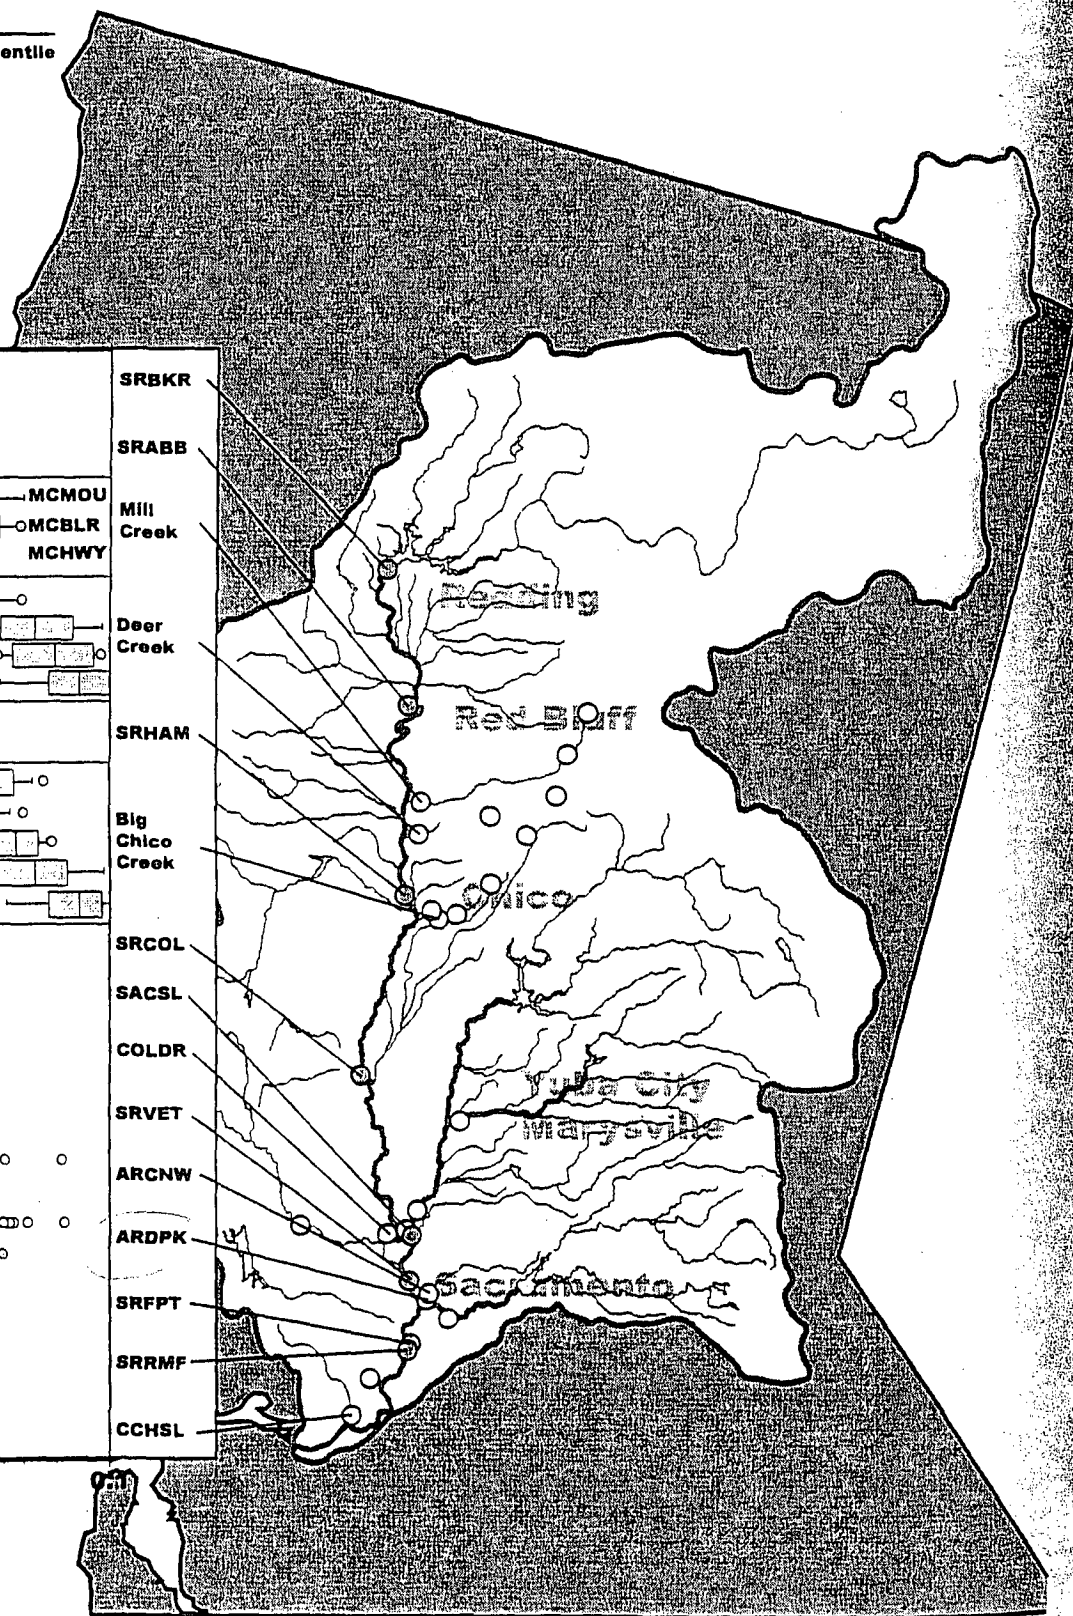 entile
SRBKR
SRABB
MCMOU
MCBLR
MCHWY
Mill
Creek
Redding
Deer
Creek
Red Bluff
SRHAM
Big
Chico
Creek
Chico
SRCOL
SACSL
COLDR
Yuba City
Marysville
SRVET
ARCNW
ARDPK
Sacramento
SRFPT
SRRMF
CCHSL